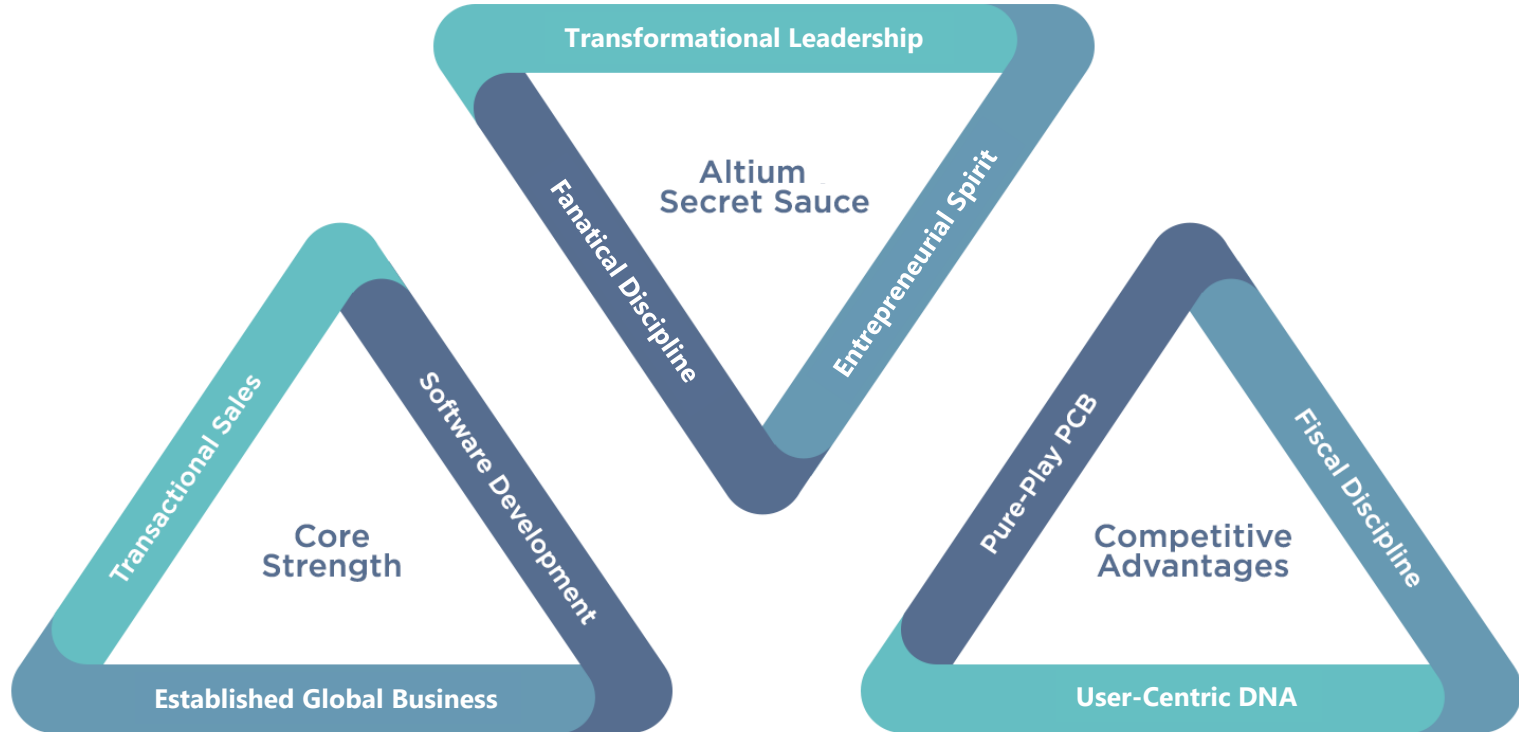 Transformational Leadership
Fanatical Discipline
Altium
Secret Sauce
Entrepreneurial Spirit
Transactional Sales
Core
Strength
Software Development
Established Global Business
Pure-Play PCB
Competitive
Advantages
Fiscal Discipline
User-Centric DNA